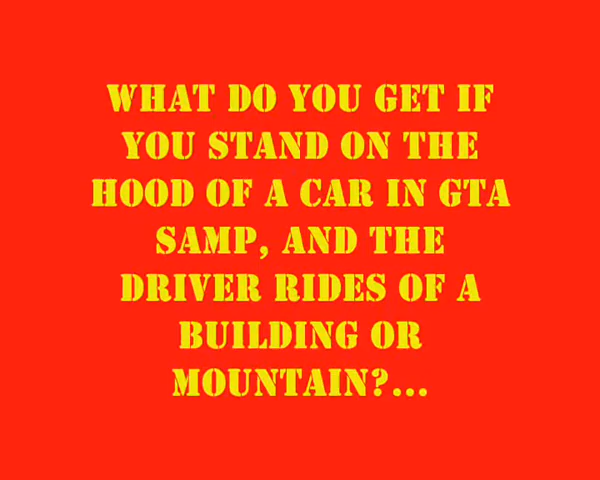 WHAT DO YOU GET IF
YOU STAND ON THE
HOOD OF A CAR IN GTA
SAMP, AND THE
DRIVER RIDES OF A
BUILDING OR
MOUNTAIN?...